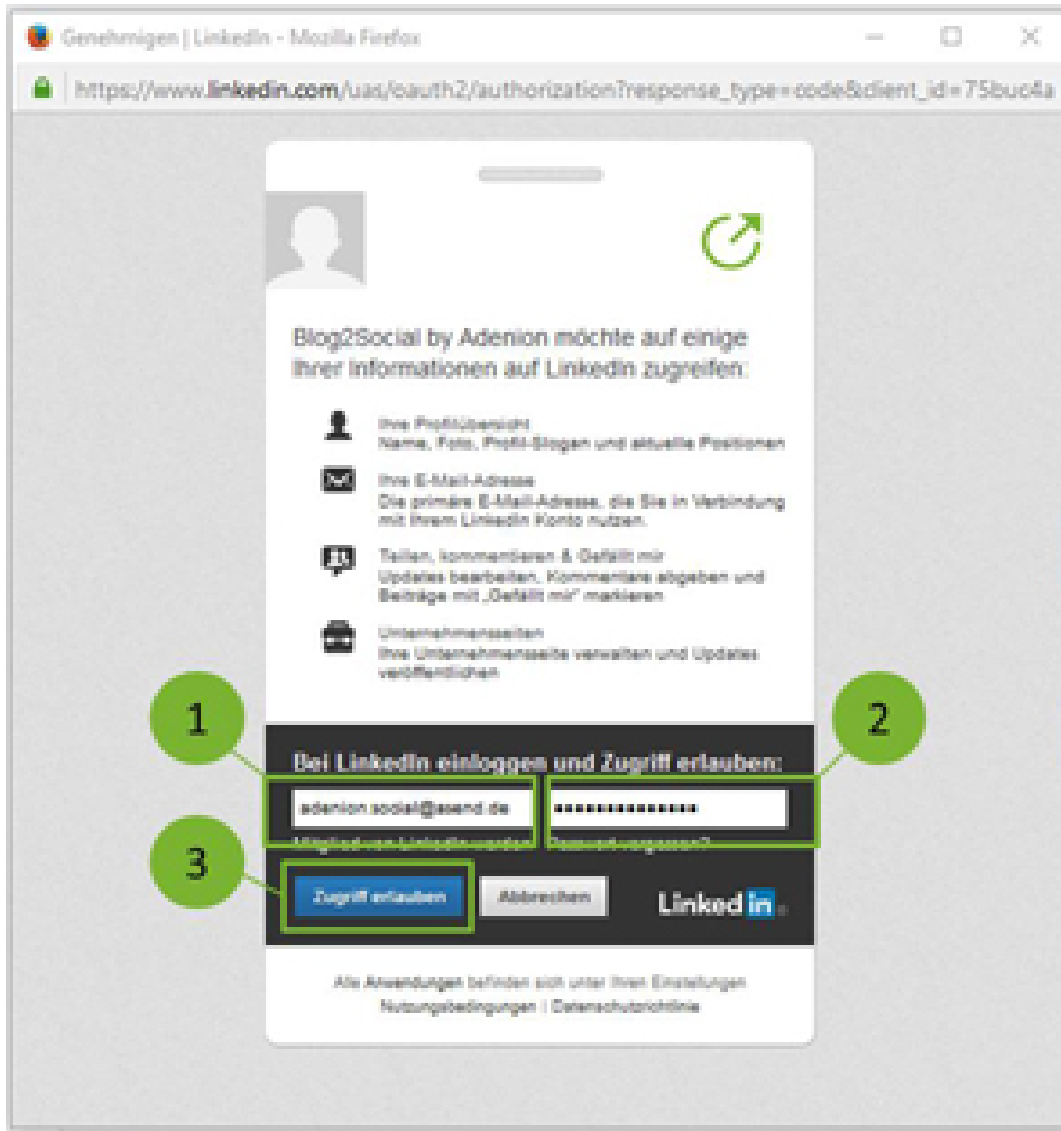 Genehmigen | LinkedIn - Mozilla Firefox
https://www.linkedin.com/uas/oauth2/authorization?response_type=code&client_id=75buc4a
Blog2Social by Adenion möchte auf einige
Ihrer Informationen auf LinkedIn zugreifen:
Ihre Profilübersicht
Name, Foto, Profil-Slogan und aktuelle Positionen
Ihre E-Mail-Adresse
Die primäre E-Mail-Adresse, die Sie in Verbindung
mit Ihrem LinkedIn Konto nutzen.
Teilen, kommentieren & Gefällt mir
Updates bearbeiten, Kommentare abgeben und
Beiträge mit „Gefällt mir" markieren
Unternehmensseiten
Ihre Unternehmensseite verwalten und Updates
veröffentlichen
1
2
Bei LinkedIn einloggen und Zugriff erlauben:
adenion.social@asend.de ••••••••••••••
Mitglied von LinkedIn werden Passwort vergessen?
3
Zugriff erlauben Abbrechen Linked in
Alle Anwendungen befinden sich unter Ihren Einstellungen
Nutzungsbedingungen | Datenschutzrichtlinie